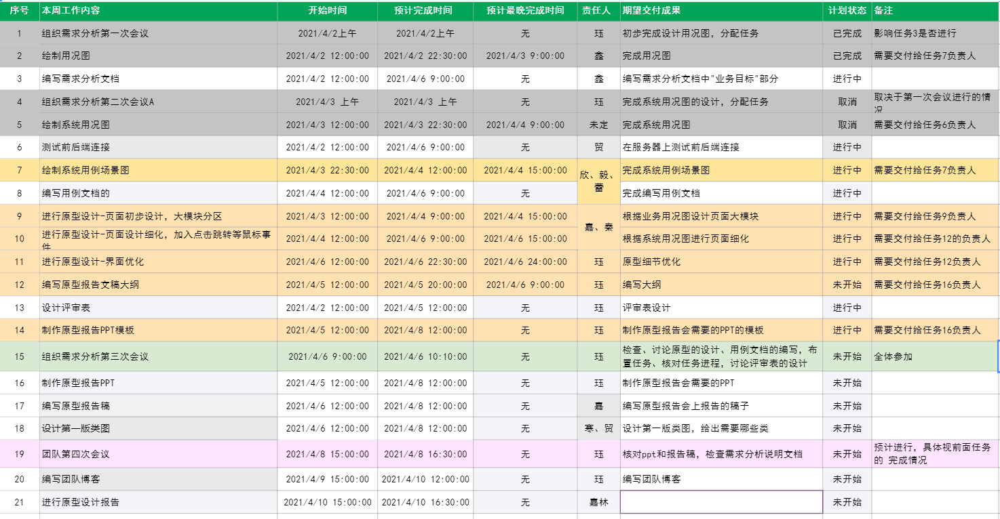 序号 本周工作内容 开始时间 预计完成时间 预计最晚完成时间 责任人 期望交付成果 计划状态 备注
1 组织需求分析第一次会议 2021/4/2上午 2021/4/2上午 无 珏 初步完成设计用况图，分配任务 已完成 影响任务3是否进行
2 绘制用况图 2021/4/2 12:00:00 2021/4/2 22:30:00 2021/4/3 9:00:00 鑫 完成用况图 已完成 需要交付给任务7负责人
3 编写需求分析文档 2021/4/2 12:00:00 2021/4/6 9:00:00 无 鑫 编写需求分析文档中"业务目标"部分 进行中
4 组织需求分析第二次会议A 2021/4/3 上午 2021/4/3 上午 无 珏 完成系统用况图的设计，分配任务 取消 取决于第一次会议进行的情
况
5 绘制系统用况图 2021/4/3 12:00:00 2021/4/3 22:30:00 2021/4/4 9:00:00 未定 完成系统用况图 取消 需要交付给任务6负责人
6 测试前后端连接 2021/4/2 12:00:00 2021/4/6 9:00:00 无 贸 在服务器上测试前后端连接 进行中
7 绘制系统用例场景图 2021/4/3 22:30:00 2021/4/4 12:00:00 2021/4/4 15:00:00 欣、毅、 完成系统用例场景图 进行中 需要交付给任务7负责人
蕾
8 编写用例文档的 2021/4/4 12:00:00 2021/4/6 9:00:00 无 完成编写用例文档 进行中
9 进行原型设计-页面初步设计，大模块分区 2021/4/3 12:00:00 2021/4/4 9:00:00 2021/4/4 15:00:00 嘉、秦 根据业务用况图设计页面大模块 进行中 需要交付给任务9负责人
10 进行原型设计-页面设计细化，加入点击跳转等鼠标事 2021/4/4 12:00:00 2021/4/6 9:00:00 2021/4/6 15:00:00 根据系统用况图进行页面细化 进行中 需要交付给任务12的负责人
件
11 进行原型设计-界面优化 2021/4/6 12:00:00 2021/4/6 22:30:00 2021/4/6 24:00:00 珏 原型细节优化 进行中 需要交付给任务12负责人
12 编写原型报告文稿大纲 2021/4/5 12:00:00 2021/4/5 20:00:00 2021/4/6 9:00:00 珏 编写大纲 未开始 需要交付给任务16负责人
13 设计评审表 2021/4/2 12:00:00 2021/4/5 12:00:00 无 珏 评审表设计 进行中
14 制作原型报告PPT模板 2021/4/5 12:00:00 2021/4/8 12:00:00 无 珏 制作原型报告会需要的PPT的模板 进行中 需要交付给任务16负责人
15 组织需求分析第三次会议 2021/4/6 9:00:00 2021/4/6 10:10:00 无 珏 检查、讨论原型的设计、用例文档的编写，布 未开始 全体参加
置任务、核对任务进程，讨论评审表的设计
16 制作原型报告PPT 2021/4/5 12:00:00 2021/4/8 12:00:00 无 珏 制作原型报告会需要的PPT 未开始
17 编写原型报告稿 2021/4/6 12:00:00 2021/4/8 12:00:00 无 嘉 编写原型报告会上报告的稿子 未开始
18 设计第一版类图 2021/4/6 12:00:00 2021/4/8 12:00:00 无 寒、贸 设计第一版类图，给出需要哪些类 未开始
19 团队第四次会议 2021/4/8 15:00:00 2021/4/8 16:30:00 无 珏 核对ppt和报告稿，检查需求分析说明文档 未开始 预计进行，具体视前面任务
的 完成情况
20 编写团队博客 2021/4/9 15:00:00 2021/4/10 12:00:00 无 珏 编写团队博客 未开始
21 进行原型设计报告 2021/4/10 15:00:00 2021/4/10 16:30:00 无 嘉林 未开始